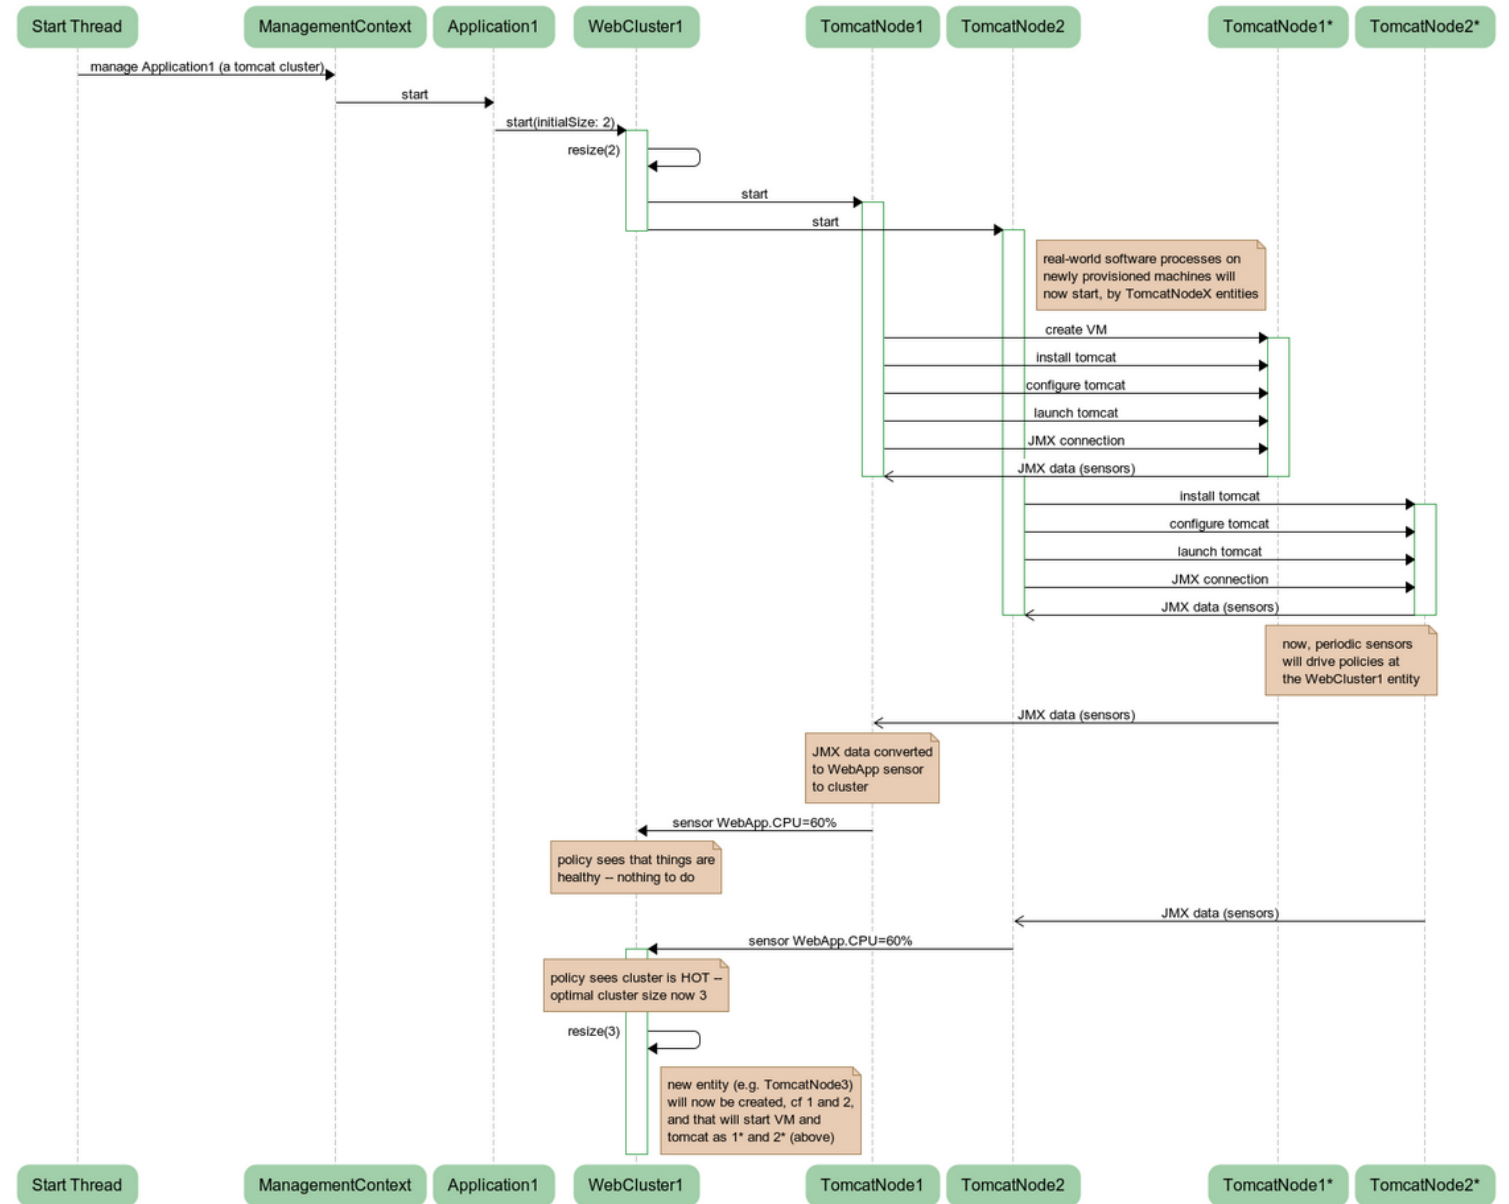 Start Thread
ManagementContext
Application1
WebCluster1
TomcatNode1
TomcatNode2
TomcatNode1*
TomcatNode2*
manage Application1 (a tomcat cluster)
start
start(initialSize: 2)
resize(2)
start
start
real-world software processes on
newly provisioned machines will
now start, by TomcatNodeX entities
create VM
install tomcat
configure tomcat
launch tomcat
JMX connection
JMX data (sensors)
install tomcat
configure tomcat
launch tomcat
JMX connection
JMX data (sensors)
now, periodic sensors
will drive policies at
the WebCluster1 entity
JMX data (sensors)
JMX data converted
to WebApp sensor
to cluster
sensor WebApp.CPU=60%
policy sees that things are
healthy -- nothing to do
JMX data (sensors)
sensor WebApp.CPU=60%
policy sees cluster is HOT --
optimal cluster size now 3
resize(3)
new entity (e.g. TomcatNode3)
will now be created, cf 1 and 2,
and that will start VM and
tomcat as 1* and 2* (above)
Start Thread
ManagementContext
Application1
WebCluster1
TomcatNode1
TomcatNode2
TomcatNode1*
TomcatNode2*